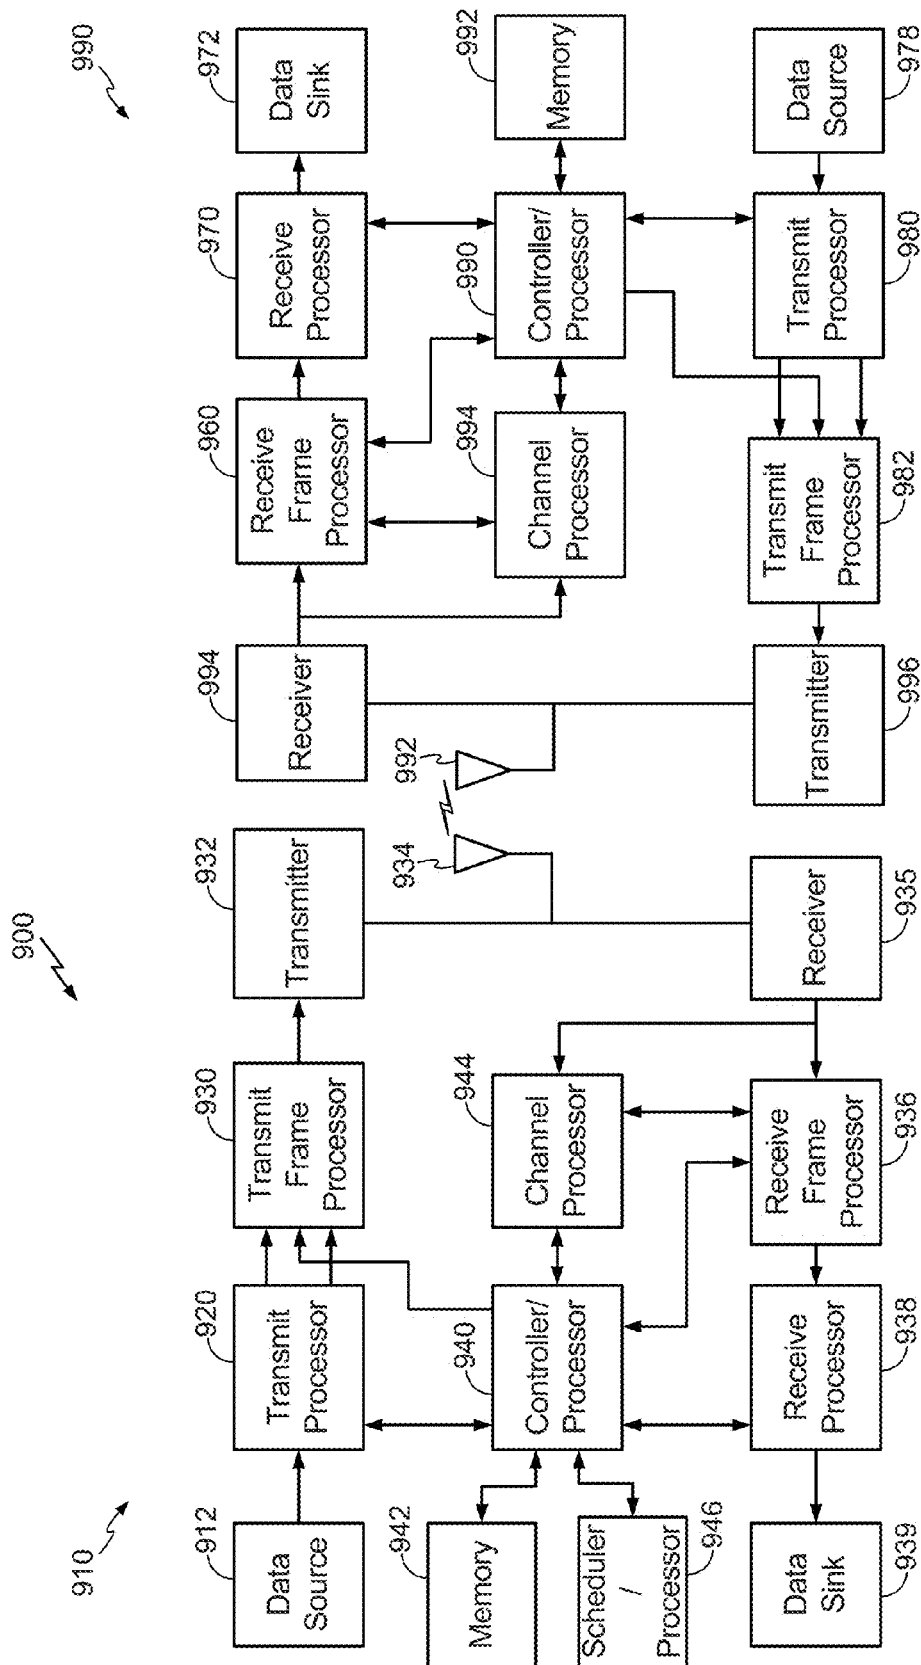 900
910
990
912
Data
Source
920
Transmit
Processor
930
Transmit
Frame
Processor
932
Transmitter
994
Receiver
960
Receive
Frame
Processor
970
Receive
Processor
972
Data
Sink
942
Memory
940
Controller/
Processor
944
Channel
Processor
934
992
994
Channel
Processor
990
Controller/
Processor
992
Memory
Scheduler
/
Processor
946
Data
Sink
939
Receive
Processor
938
Receive
Frame
Processor
936
Receiver
935
Transmitter
996
Transmit
Frame
Processor
982
Transmit
Processor
980
Data
Source
978